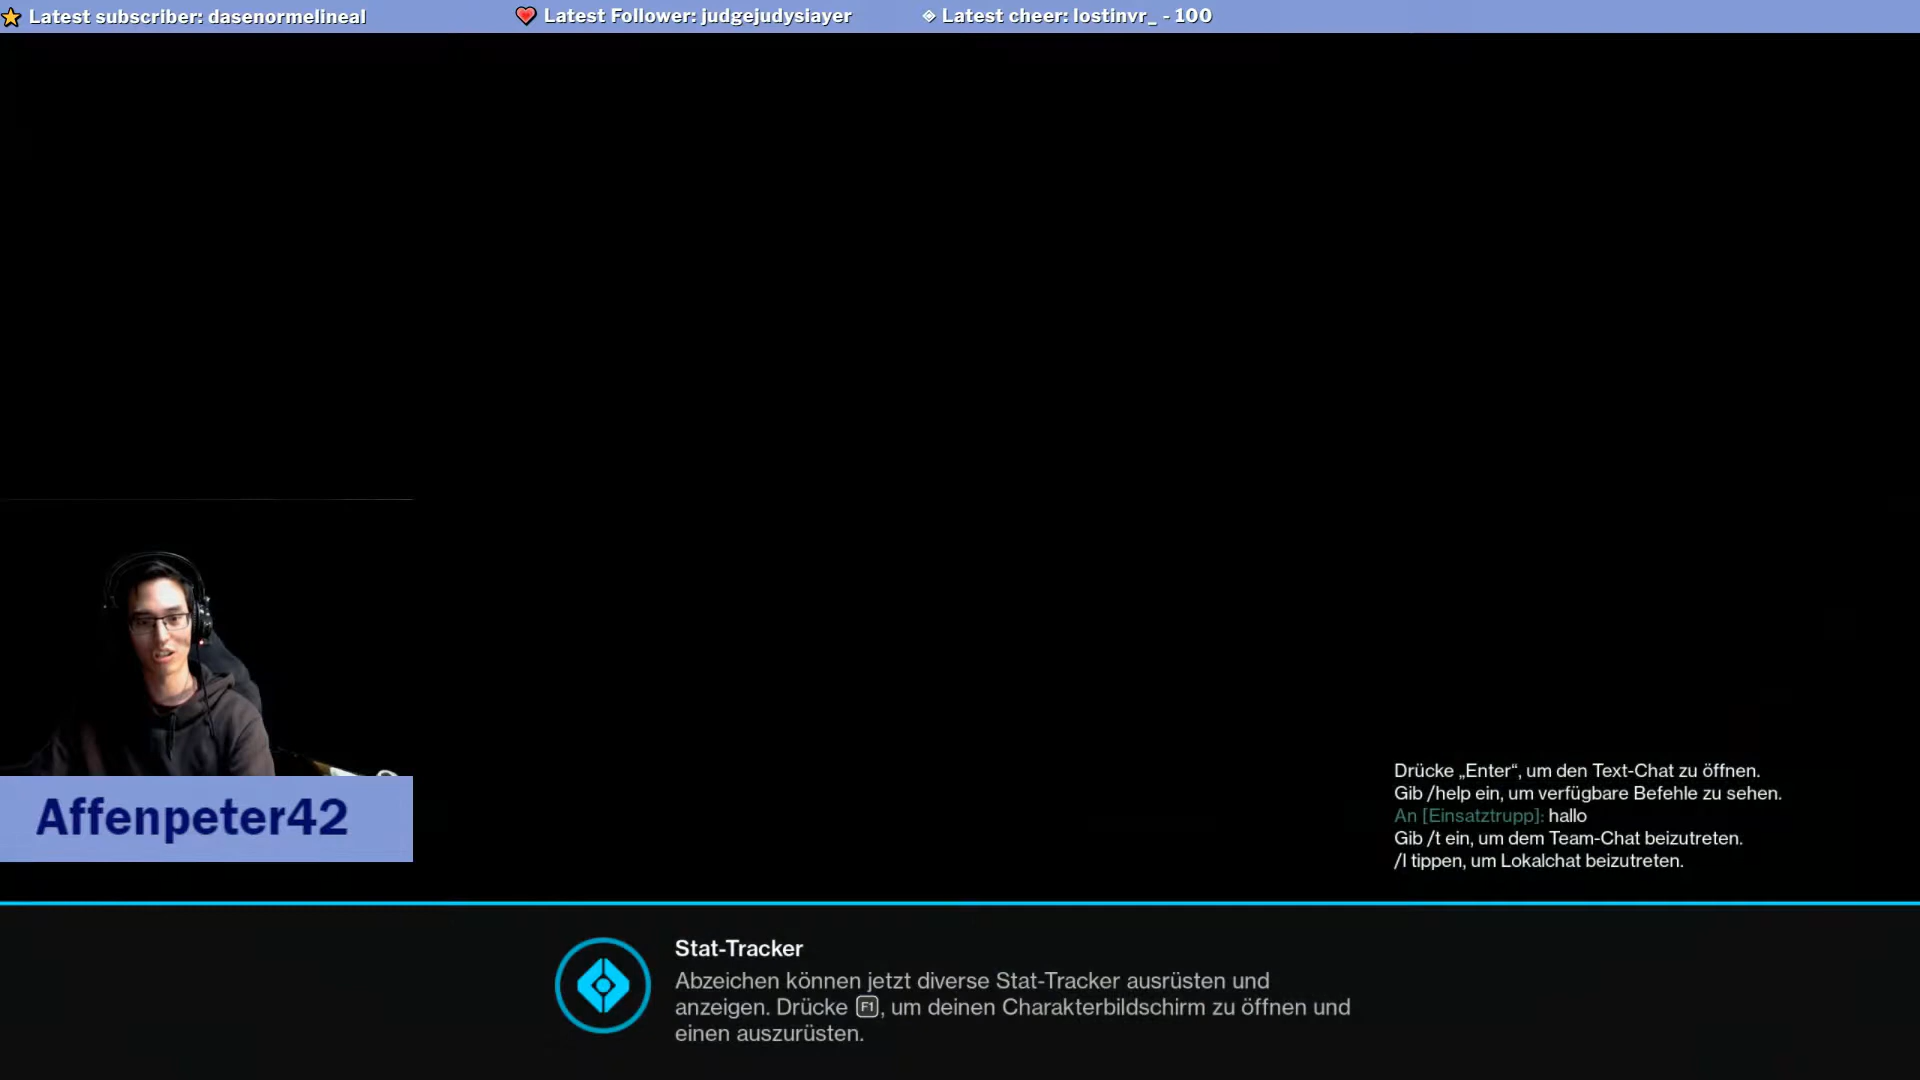 Latest subscriber: dasenormelineal
Latest Follower: judgejudysiayer
Latest cheer: lostinvr_ - 100
Affenpeter42
Drücke „Enter“, um den Text-Chat zu öffnen.
Gib /help ein, um verfügbare Befehle zu sehen.
An [Einsatztrupp]: hallo
Gib /t ein, um dem Team-Chat beizutreten.
/l tippen, um Lokalchat beizutreten.
Stat-Tracker
Abzeichen können jetzt diverse Stat-Tracker ausrüsten und
anzeigen. Drücke F1, um deinen Charakterbildschirm zu öffnen und
einen auszurüsten.